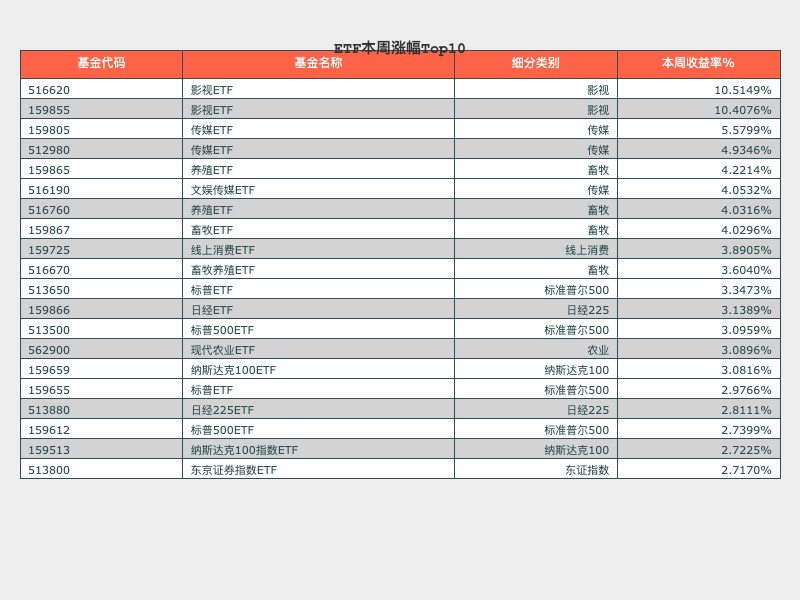 ETF本周涨幅Top10
基金代码 基金名称 细分类别 本周收益率%
516620 影视ETF 影视 10.5149%
159855 影视ETF 影视 10.4076%
159805 传媒ETF 传媒 5.5799%
512980 传媒ETF 传媒 4.9346%
159865 养殖ETF 畜牧 4.2214%
516190 文娱传媒ETF 传媒 4.0532%
516760 养殖ETF 畜牧 4.0316%
159867 畜牧ETF 畜牧 4.0296%
159725 线上消费ETF 线上消费 3.8905%
516670 畜牧养殖ETF 畜牧 3.6040%
513650 标普ETF 标准普尔500 3.3473%
159866 日经ETF 日经225 3.1389%
513500 标普500ETF 标准普尔500 3.0959%
562900 现代农业ETF 农业 3.0896%
159659 纳斯达克100ETF 纳斯达克100 3.0816%
159655 标普ETF 标准普尔500 2.9766%
513880 日经225ETF 日经225 2.8111%
159612 标普500ETF 标准普尔500 2.7399%
159513 纳斯达克100指数ETF 纳斯达克100 2.7225%
513800 东京证券指数ETF 东证指数 2.7170%